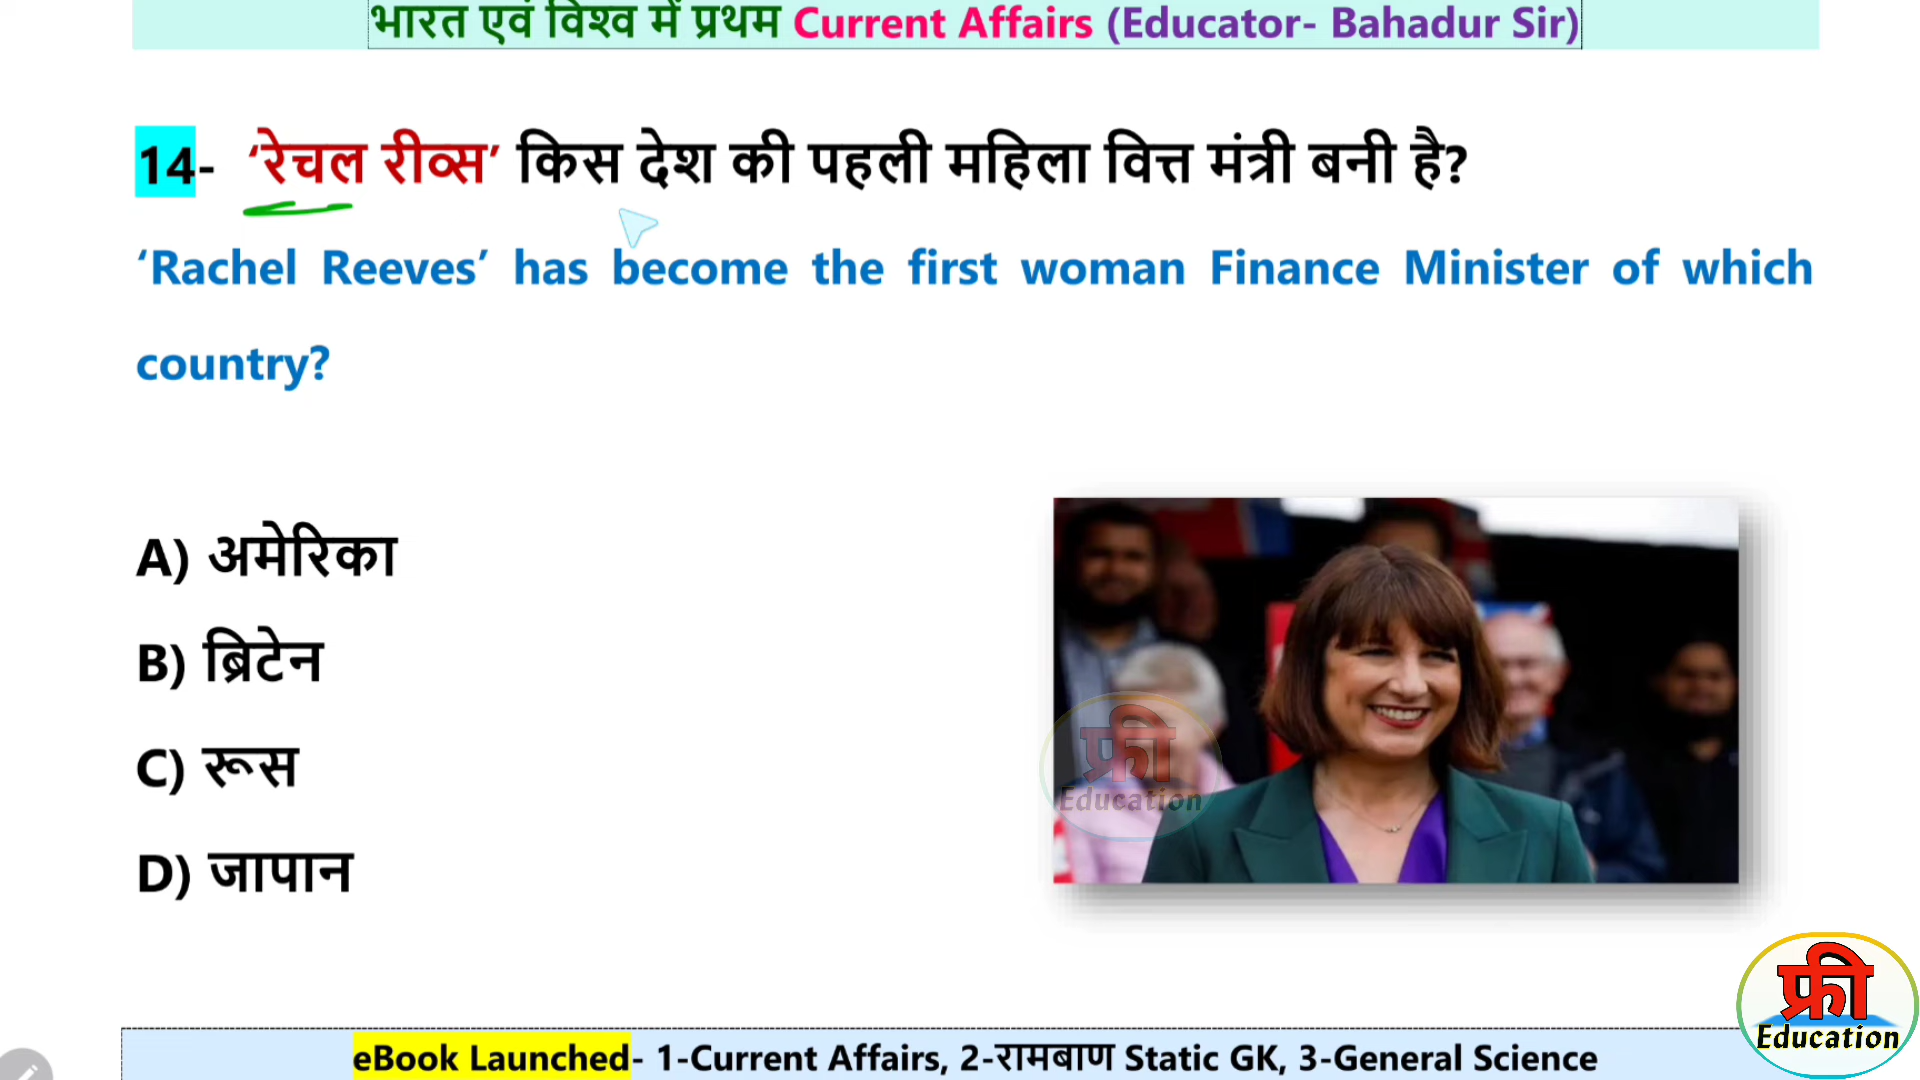 भारत एवं विश्व में प्रथम Current Affairs (Educator- Bahadur Sir)
14- ‘रेचल रीव्स’ किस देश की पहली महिला वित्त मंत्री बनी है?
‘Rachel Reeves’ has become the first woman Finance Minister of which
country?
A) अमेरिका
B) ब्रिटेन
C) रूस
D) जापान
फ्री
Education
फ्री
Education
eBook Launched- 1-Current Affairs, 2-रामबाण Static GK, 3-General Science